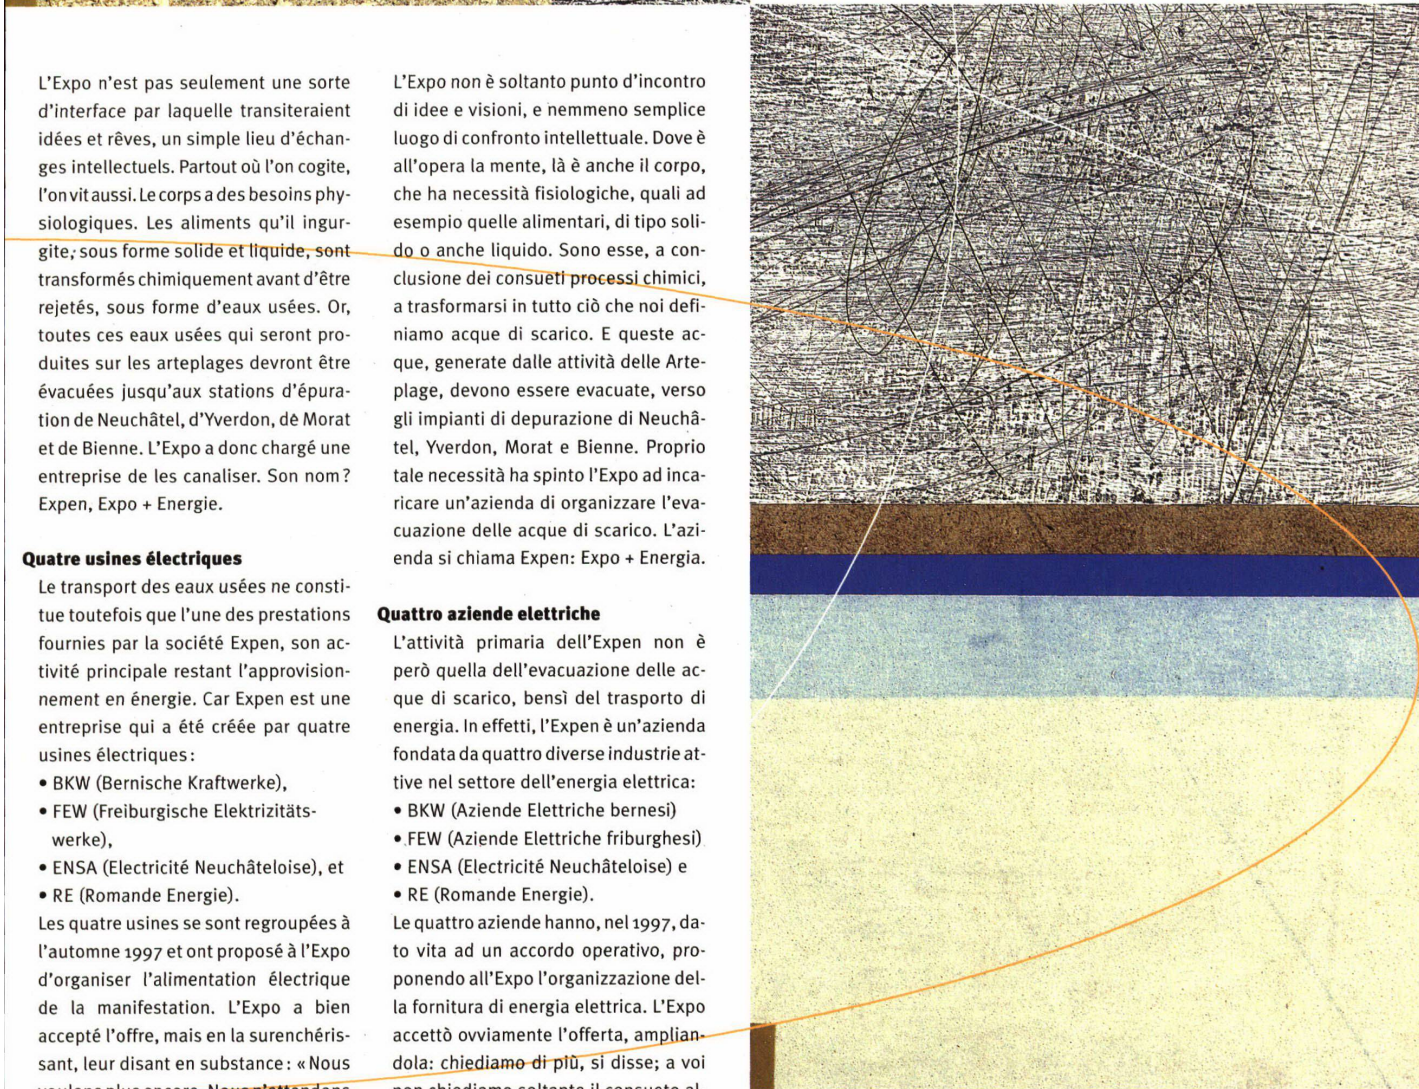 L'Expo n'est pas seulement une sorte
d'interface par laquelle transiteraient
idées et rêves, un simple lieu d'échan-
ges intellectuels. Partout où l'on cogite,
l'on vit aussi. Le corps a des besoins phy-
siologiques. Les aliments qu'il ingur-
gite, sous forme solide et liquide, sont
transformés chimiquement avant d'être
rejetés, sous forme d'eaux usées. Or,
toutes ces eaux usées qui seront pro-
duites sur les arteplages devront être
évacuées jusqu'aux stations d'épura-
tion de Neuchâtel, d'Yverdon, de Morat
et de Bienne. L'Expo a donc chargé une
entreprise de les canaliser. Son nom?
Expen, Expo + Energie.
Quatre usines électriques
Le transport des eaux usées ne consti-
tue toutefois que l'une des prestations
fournies par la société Expen, son ac-
tivité principale restant l'approvision-
nement en énergie. Car Expen est une
entreprise qui a été créée par quatre
usines électriques:
• BKW (Bernische Kraftwerke),
• FEW (Freiburgische Elektrizitäts-
werke),
• ENSA (Electricité Neuchâteloise), et
• RE (Romande Energie).
Les quatre usines se sont regroupées à
l'automne 1997 et ont proposé à l'Expo
d'organiser l'alimentation électrique
de la manifestation. L'Expo a bien
accepté l'offre, mais en la surenchéris-
sant, leur disant en substance: «Nous
L'Expo non è soltanto punto d'incontro
di idee e visioni, e nemmeno semplice
luogo di confronto intellettuale. Dove è
all'opera la mente, là è anche il corpo,
che ha necessità fisiologiche, quali ad
esempio quelle alimentari, di tipo soli-
do o anche liquido. Sono esse, a con-
clusione dei consueti processi chimici,
a trasformarsi in tutto ciò che noi defi-
niamo acque di scarico. E queste ac-
que, generate dalle attività delle Arte-
plage, devono essere evacuate, verso
gli impianti di depurazione di Neuchâ-
tel, Yverdon, Morat e Bienne. Proprio
tale necessità ha spinto l'Expo ad inca-
ricare un'azienda di organizzare l'eva-
cuazione delle acque di scarico. L'azi-
enda si chiama Expen: Expo + Energia.
Quattro aziende elettriche
L'attività primaria dell'Expen non è
però quella dell'evacuazione delle ac-
que di scarico, bensì del trasporto di
energia. In effetti, l'Expen è un'azienda
fondata da quattro diverse industrie at-
tive nel settore dell'energia elettrica:
• BKW (Aziende Elettriche bernesi)
• FEW (Aziende Elettriche friburghesi)
• ENSA (Electricité Neuchâteloise) e
• RE (Romande Energie).
Le quattro aziende hanno, nel 1997, da-
to vita ad un accordo operativo, pro-
ponendo all'Expo l'organizzazione del-
la fornitura di energia elettrica. L'Expo
accettò ovviamente l'offerta, amplian-
dola: chiediamo di più, si disse; a voi